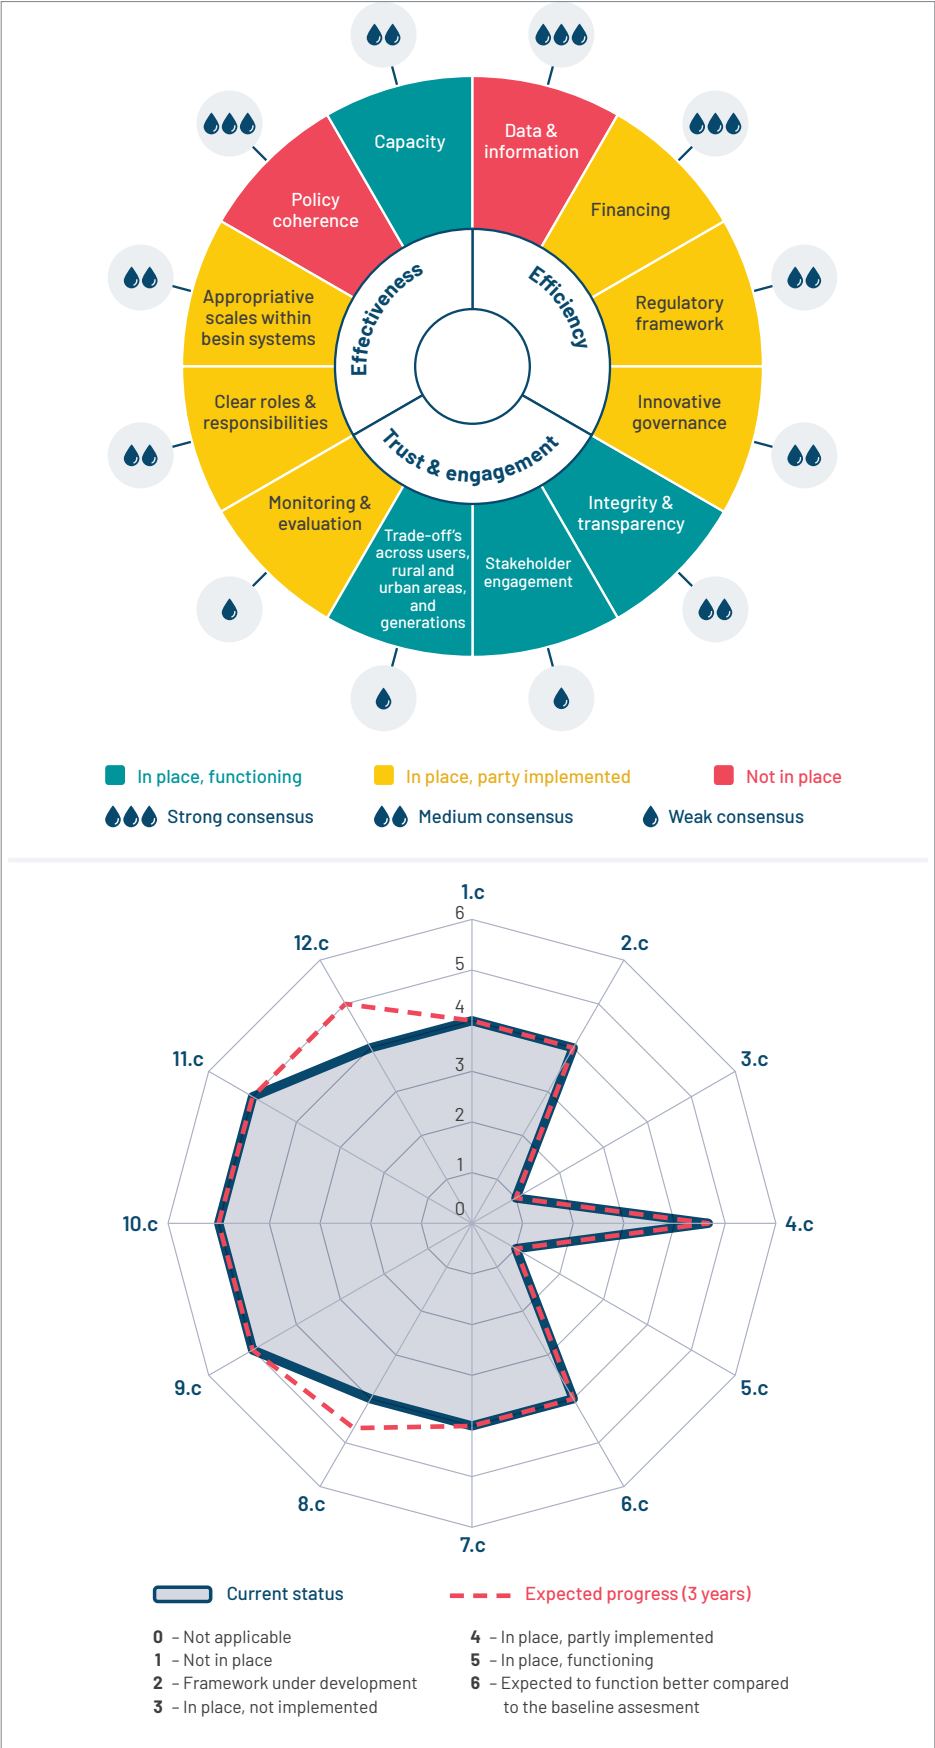 Capacity
Data &
information
Policy
coherence
Financing
Appropriative
scales within
besin systems
Regulatory
framework
Effectiveness
Efficiency
Trust & engagement
Clear roles &
responsibilities
Innovative
governance
Monitoring &
evaluation
Integrity &
transparency
Trade-off's
across users,
rural and
urban areas,
and
generations
Stakeholder
engagement
In place, functioning
In place, party implemented
Not in place
Strong consensus
Medium consensus
Weak consensus
1.c
2.c
3.c
4.c
5.c
6.c
7.c
8.c
9.c
10.c
11.c
12.c
6
5
4
3
2
1
0
Current status
Expected progress (3 years)
0 – Not applicable
1 – Not in place
2 – Framework under development
3 – In place, not implemented
4 – In place, partly implemented
5 – In place, functioning
6 – Expected to function better compared
to the baseline assesment